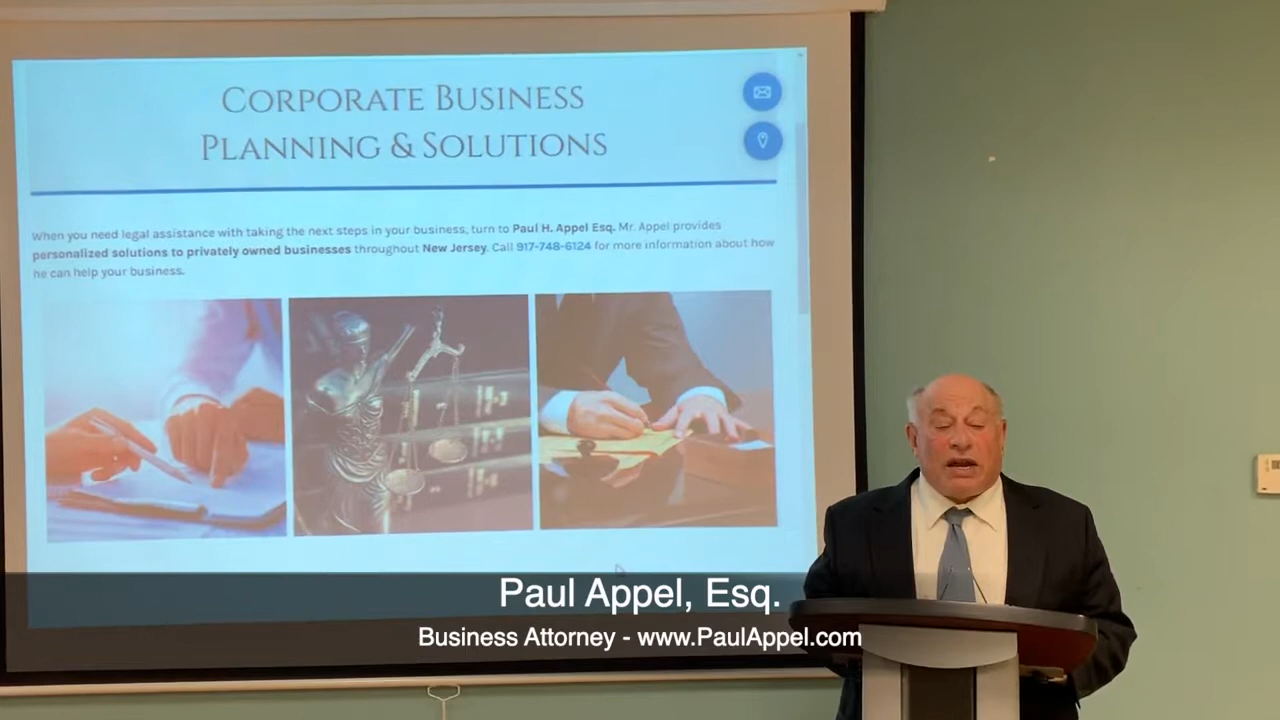 CORPORATE BUSINESS
PLANNING & SOLUTIONS
When you need legal assistance with taking the next steps in your business, turn to Paul H. Appel Esq. Mr. Appel provides
personalized solutions to privately owned businesses throughout New Jersey. Call 917-748-6124 for more information about how
he can help your business.
Paul Appel, Esq.
Business Attorney - www.PaulAppel.com